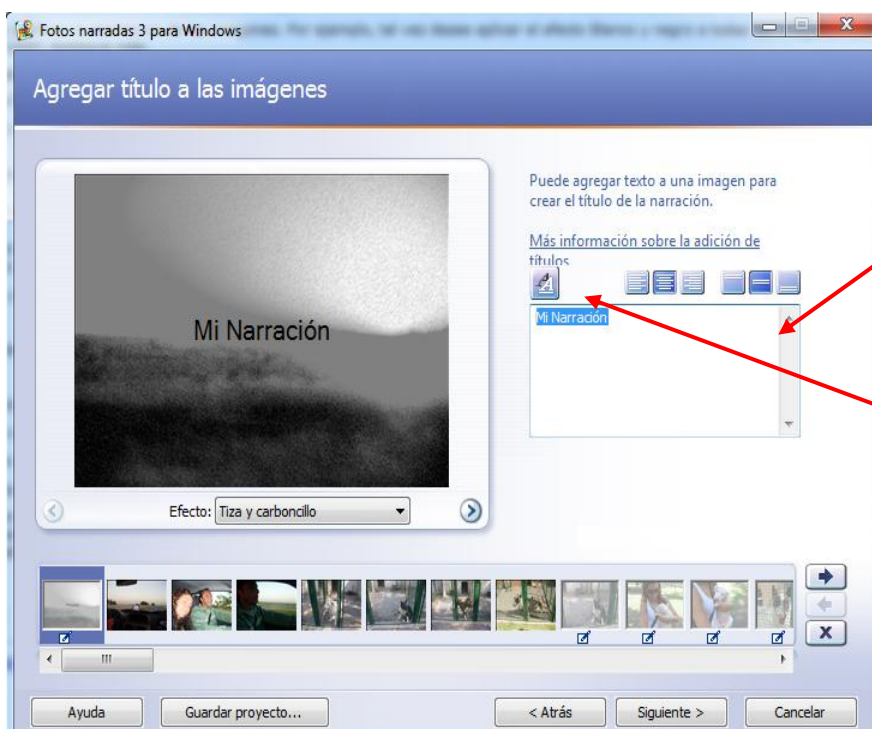 Fotos narradas 3 para Windows
Agregar título a las imágenes
Puede agregar texto a una imagen para
crear el título de la narración.
Más información sobre la adición de
títulos
Mi Narración
Mi Narración
Efecto: Tiza y carboncillo
Ayuda
Guardar proyecto...
< Atrás
Siguiente >
Cancelar